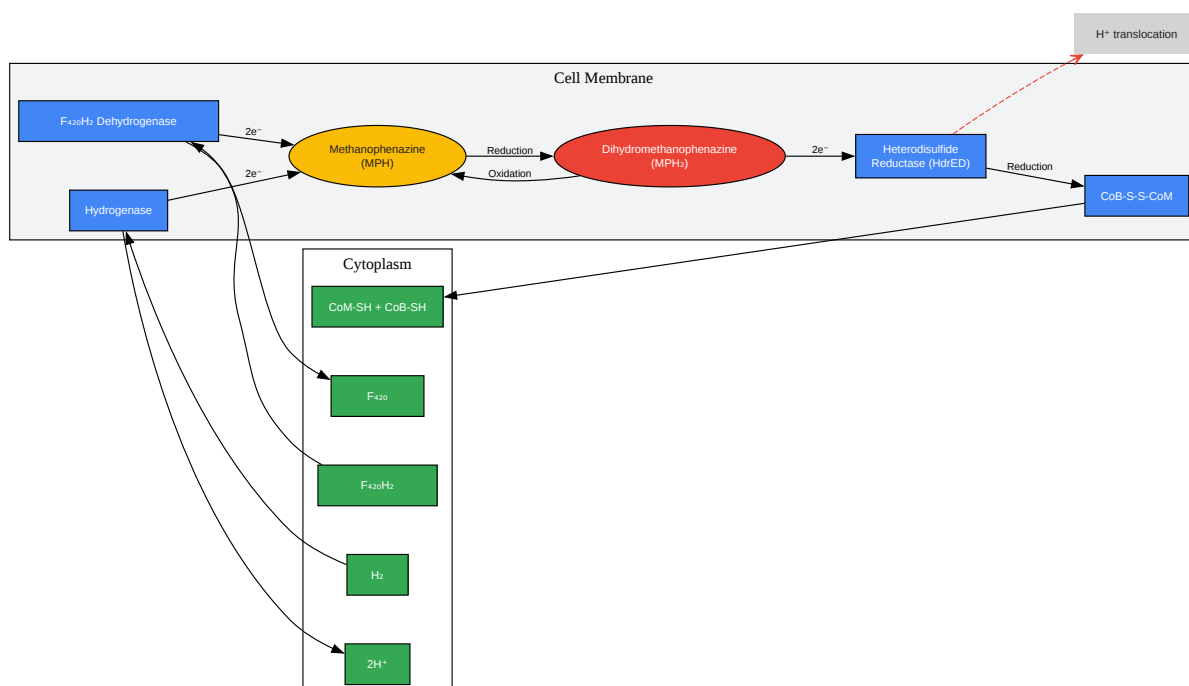 H⁺ translocation
Cell Membrane
F₄₂₀H₂ Dehydrogenase
2e⁻
Methanophenazine
(MPH)
Reduction
Dihydromethanophenazine
(MPH₂)
2e⁻
Heterodisulfide
Reductase (HdrED)
Reduction
Oxidation
2e⁻
CoB-S-S-CoM
Hydrogenase
Cytoplasm
CoM-SH + CoB-SH
F₄₂₀
F₄₂₀H₂
H₂
2H⁺